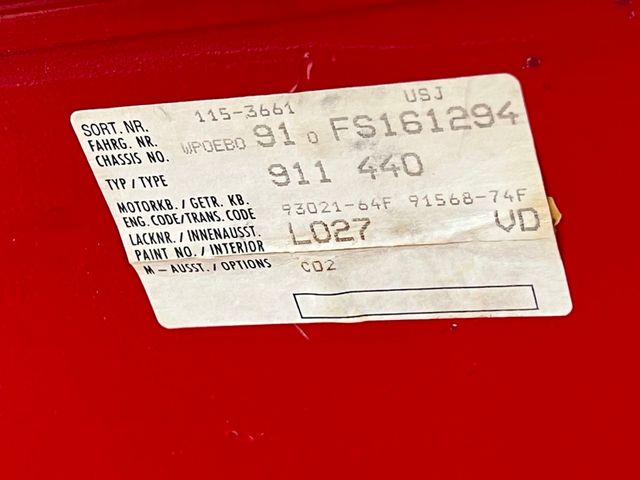 SORT. NR. 115-3661 USJ
FAHRG. NR.
CHASSIS NO. WPOEBO 91 0 FS161294
TYP / TYPE 911 440
MOTORKB. / GETR. KB.
ENG.CODE/TRANS.CODE 93021-64F 91568-74F
LACKNR. / INNENAUSST.
PAINT NO. / INTERIOR L027 VD
M – AUSST. / OPTIONS C02